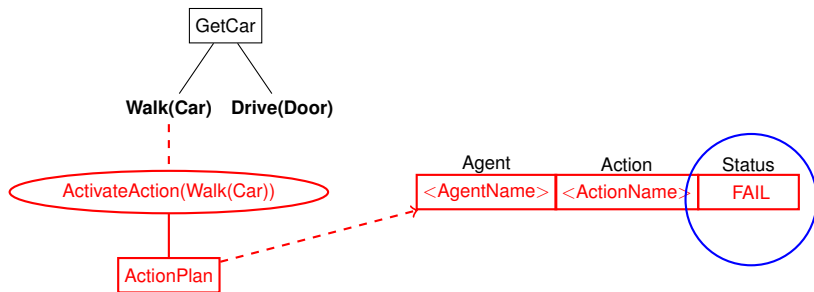 GetCar
Walk(Car) Drive(Door)
Agent Action Status
ActivateAction(Walk(Car)) <AgentName> <ActionName> FAIL
ActionPlan